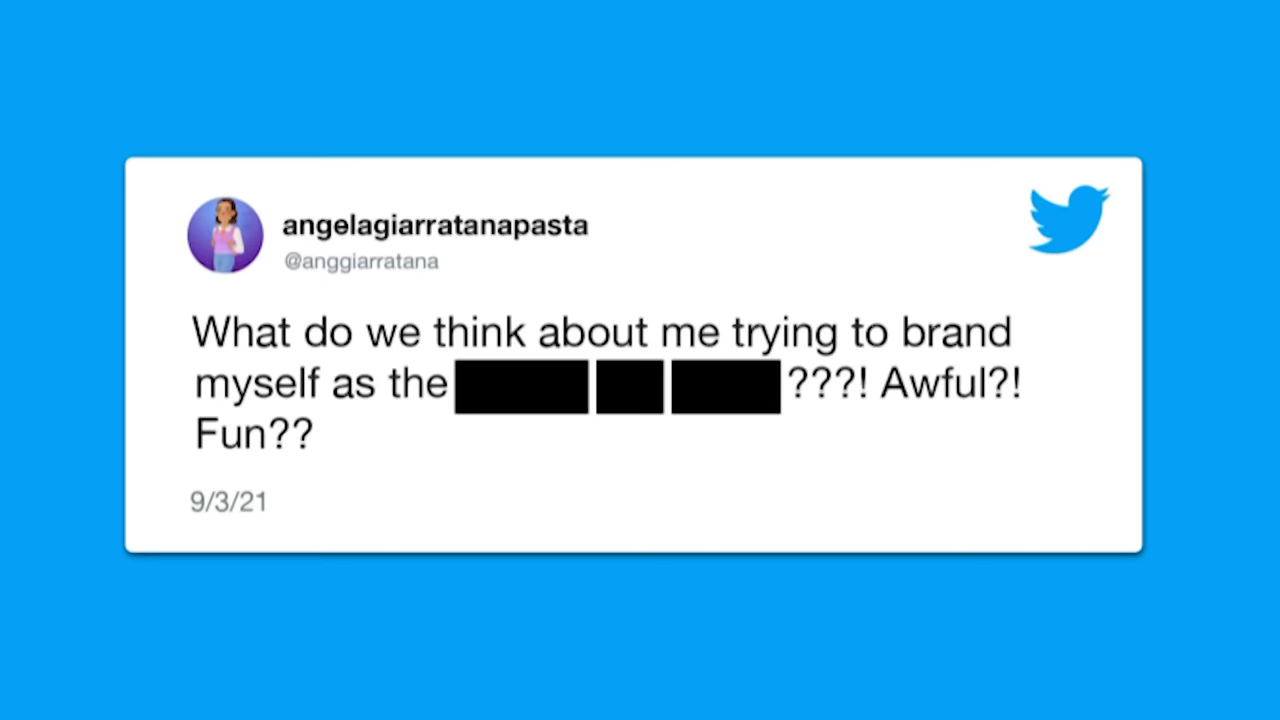 angelagiarratanapasta
@anggiarratana
What do we think about me trying to brand
myself as the ???! Awful?!
Fun??
9/3/21